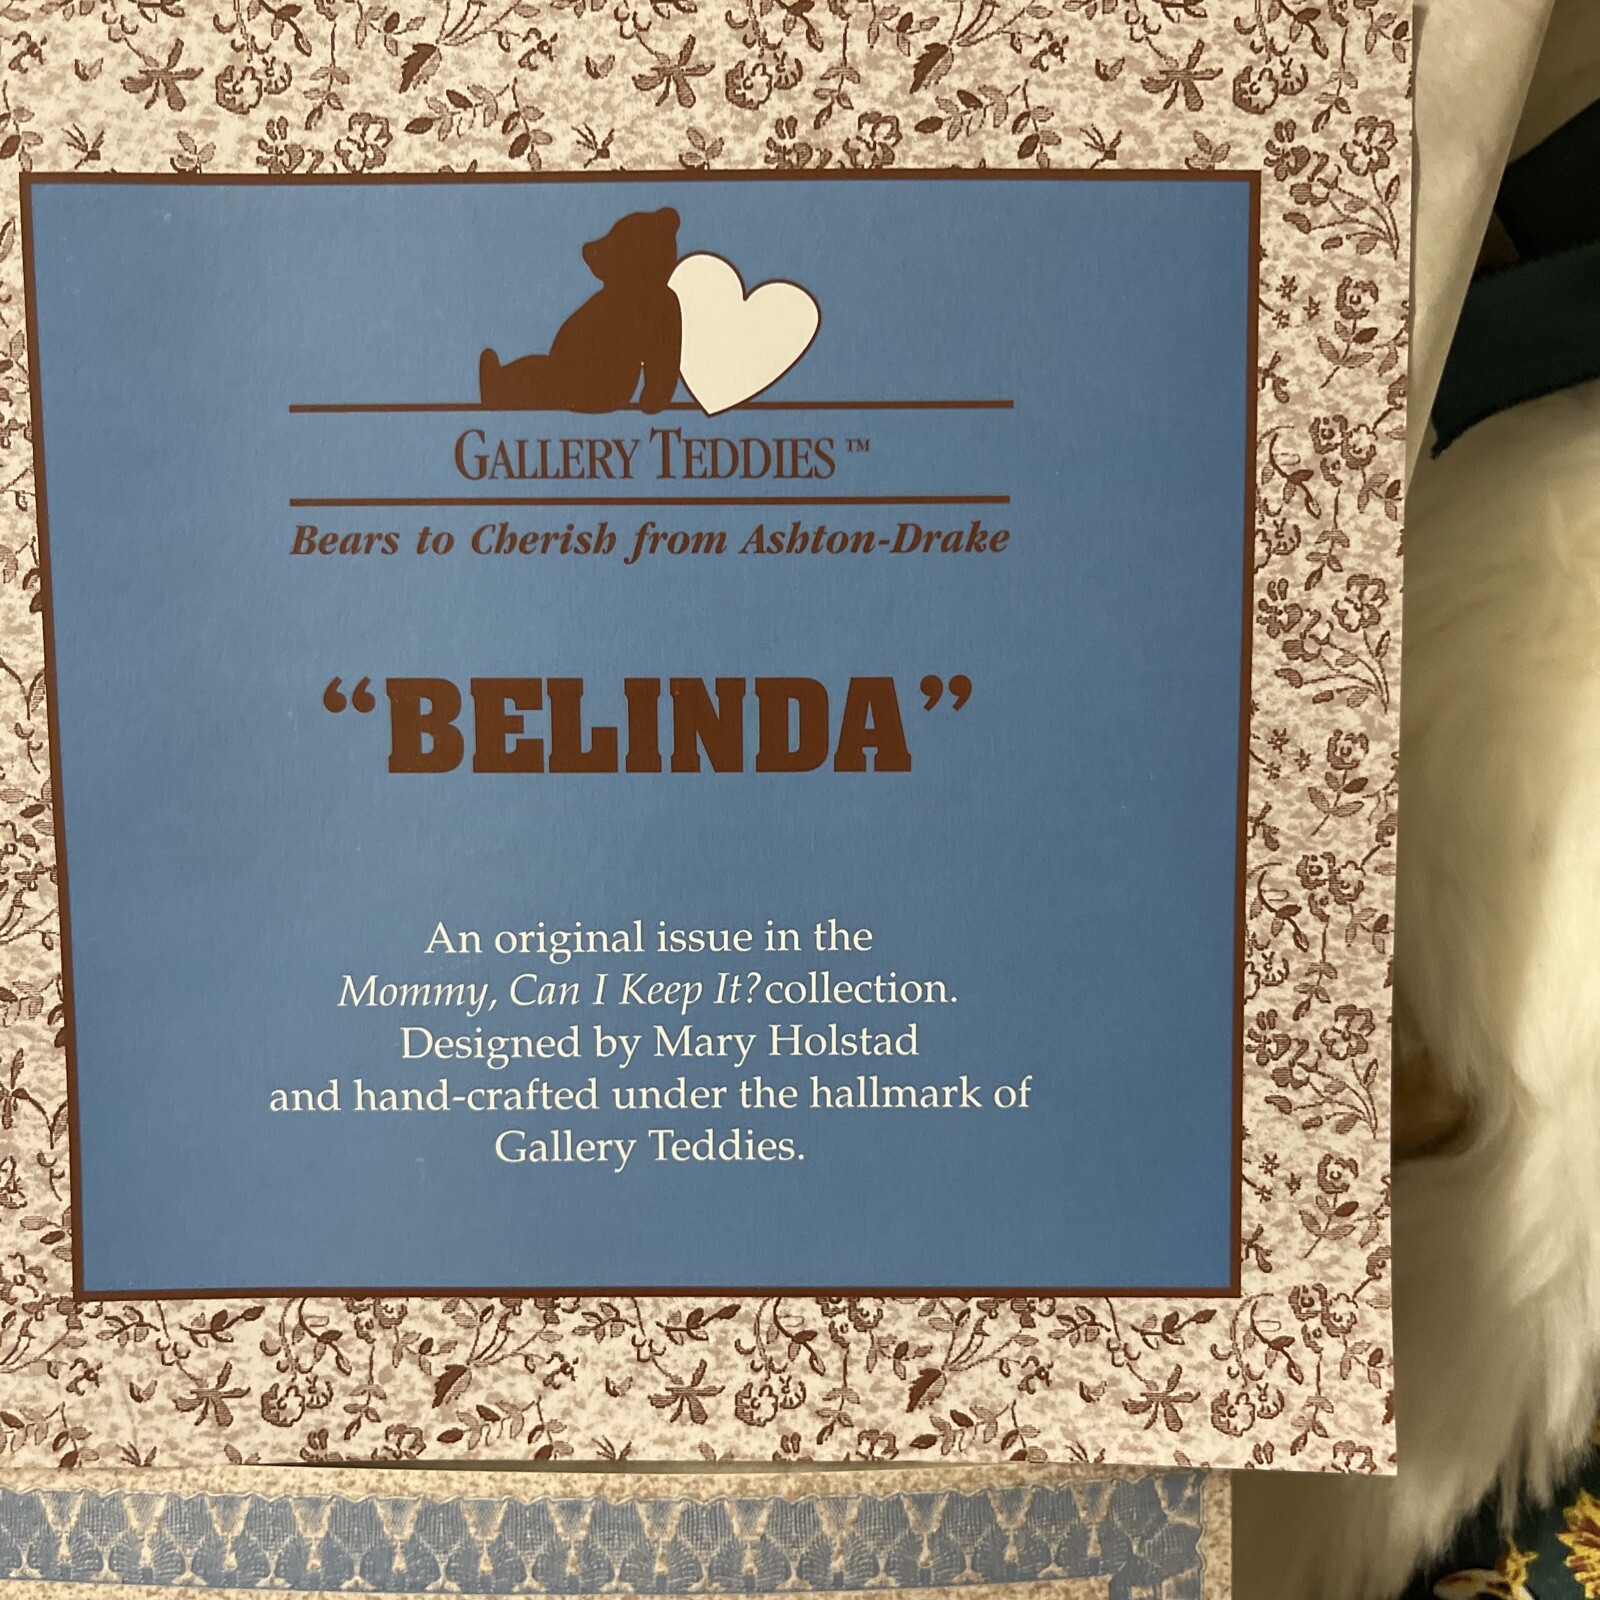 GALLERY TEDDIES™
Bears to Cherish from Ashton-Drake
“BELINDA”
An original issue in the
Mommy, Can I Keep It? collection.
Designed by Mary Holstad
and hand-crafted under the hallmark of
Gallery Teddies.